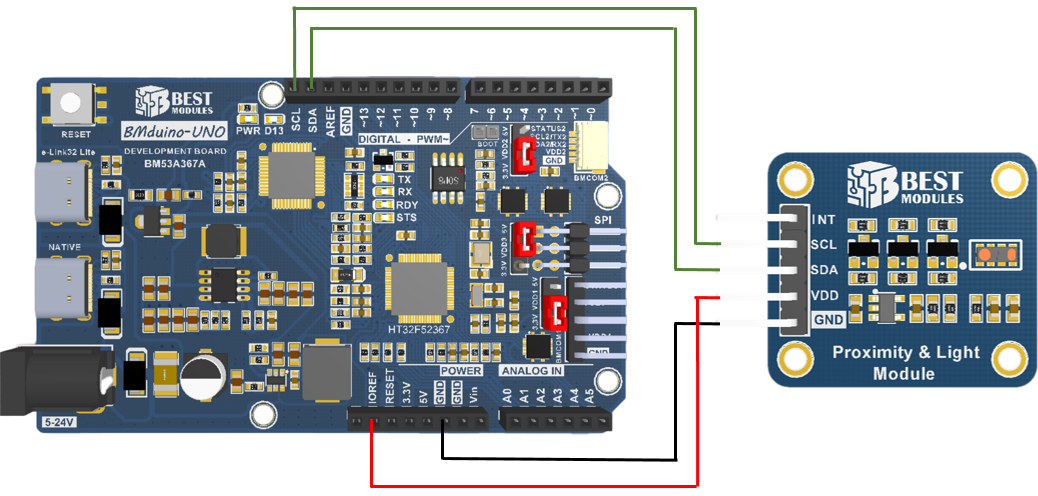 BEST
MODULES
BMduino-UNO
DEVELOPMENT BOARD
BM53A367A
RESET
PWR D13
SCL
SDA
AREF
GND
~13
~12
~11
~10
~9
~8
7
~6
~5
~4
~3
~2
~1
~0
DIGITAL - PWM~
BOOT
STATUS2
SCL2/TX2
SDA2/RX2
VDD2
GND
BMCOM2
3.3V VDD2 5V
e-Link32 Lite
TX
RX
RDY
STS
SPI
NATIVE
3.3V VDD3 5V
3.3V VDD1 5V
HT32F52367
BMCOM1
GND
POWER
ANALOG IN
IOREF
RESET
3.3V
5V
GND
GND
Vin
A0
A1
A2
A3
A4
A5
5-24V
BEST
MODULES
INT
SCL
SDA
VDD
GND
Proximity & Light
Module